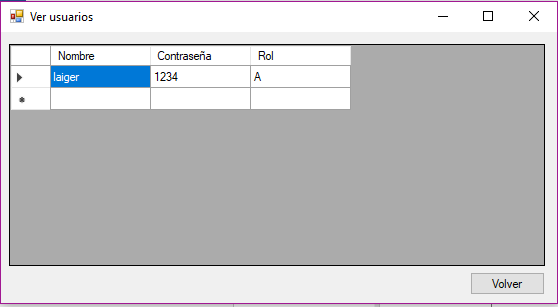 Ver usuarios
Nombre Contraseña Rol
laiger 1234 A
Volver